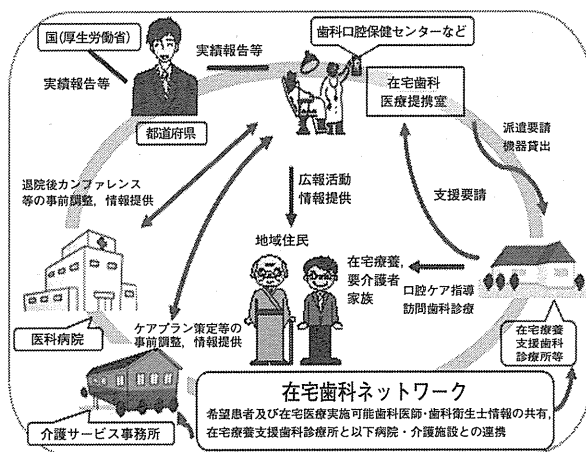 国(厚生労働省)
実績報告等
実績報告等
都道府県
歯科口腔保健センターなど
在宅歯科
医療提携室
派遣要請
機器貸出
退院後カンファレンス
等の事前調整，情報提供
広報活動
情報提供
支援要請
地域住民
在宅療養，
要介護者
家族
口腔ケア指導
訪問歯科診療
医科病院
ケアプラン策定等の
事前調整，情報提供
在宅療養
支援歯科
診療所等
介護サービス事務所
在宅歯科ネットワーク
希望患者及び在宅医療実施可能歯科医師・歯科衛生士情報の共有，
在宅療養支援歯科診療所と以下病院・介護施設との連携